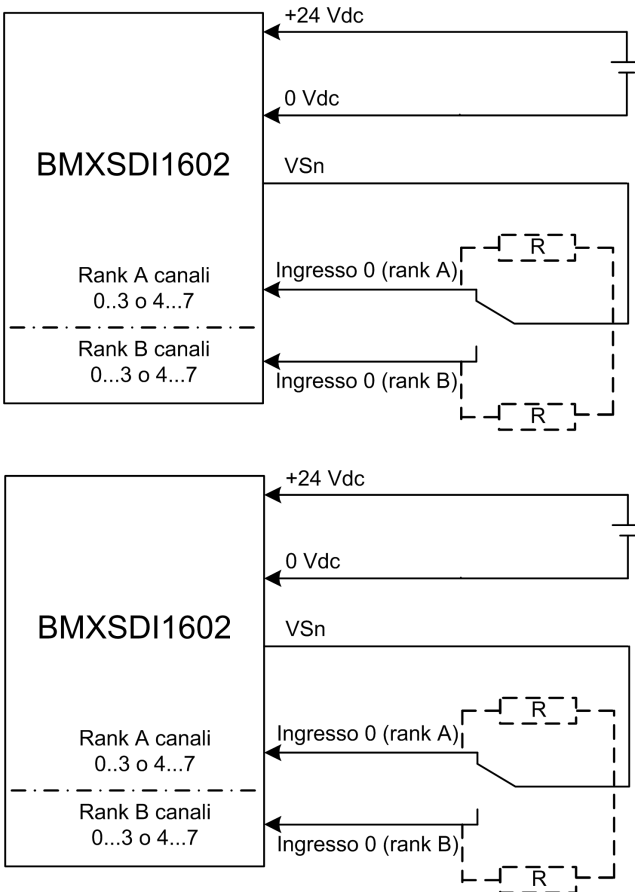 +24 Vdc
0 Vdc
BMXSDI1602
VSn
R
Ingresso 0 (rank A)
Rank A canali
0..3 o 4...7
Rank B canali
0...3 o 4...7
Ingresso 0 (rank B)
R
+24 Vdc
0 Vdc
BMXSDI1602
VSn
R
Ingresso 0 (rank A)
Rank A canali
0..3 o 4...7
Rank B canali
0...3 o 4...7
Ingresso 0 (rank B)
R